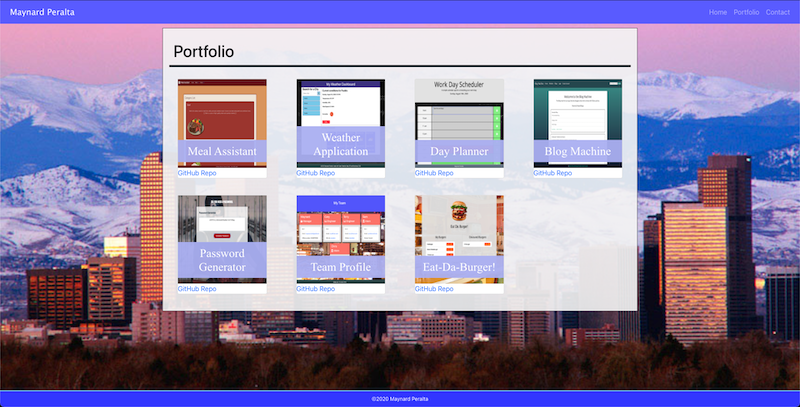 Maynard Peralta
Home Portfolio Contact
Portfolio
My Weather Dashboard
Work Day Scheduler
Meal Assistant
Weather
Application
Day Planner
Blog Machine
GitHub Repo
GitHub Repo
GitHub Repo
GitHub Repo
My Team
Eat-Da-Burger!
Password
Generator
Team Profile
Eat-Da-Burger!
GitHub Repo
GitHub Repo
GitHub Repo
©2020 Maynard Peralta